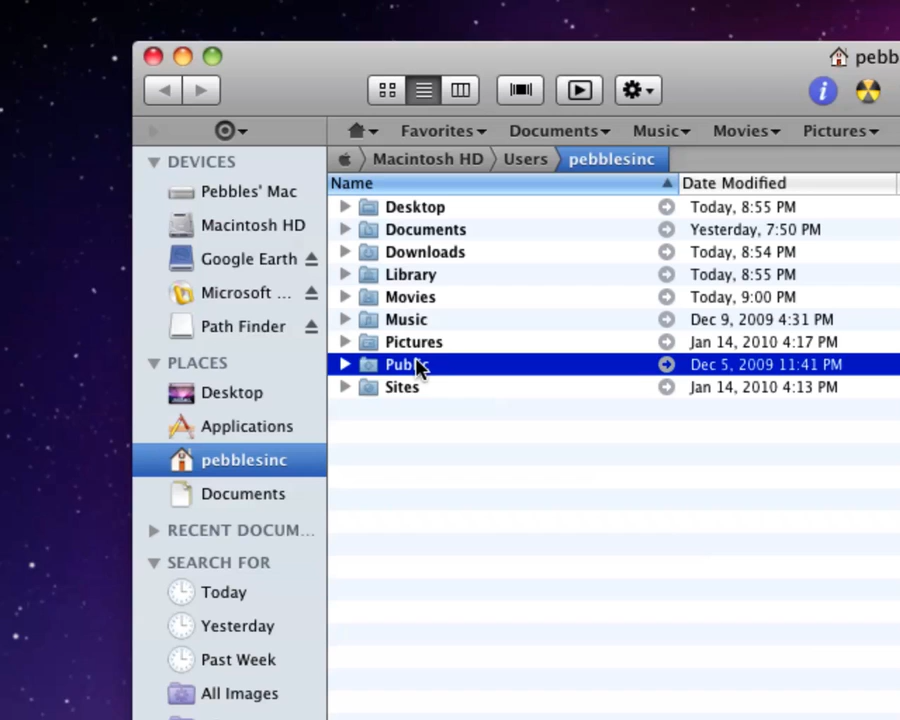 pebb
Favorites
Documents
Music
Movies
Pictures
Macintosh HD
Users
pebblesinc
DEVICES
Pebbles' Mac
Macintosh HD
Google Earth
Microsoft ...
Path Finder
PLACES
Desktop
Applications
pebblesinc
Documents
RECENT DOCUM...
SEARCH FOR
Today
Yesterday
Past Week
All Images
Name Date Modified
Desktop Today, 8:55 PM
Documents Yesterday, 7:50 PM
Downloads Today, 8:54 PM
Library Today, 8:55 PM
Movies Today, 9:00 PM
Music Dec 9, 2009 4:31 PM
Pictures Jan 14, 2010 4:17 PM
Public Dec 5, 2009 11:41 PM
Sites Jan 14, 2010 4:13 PM